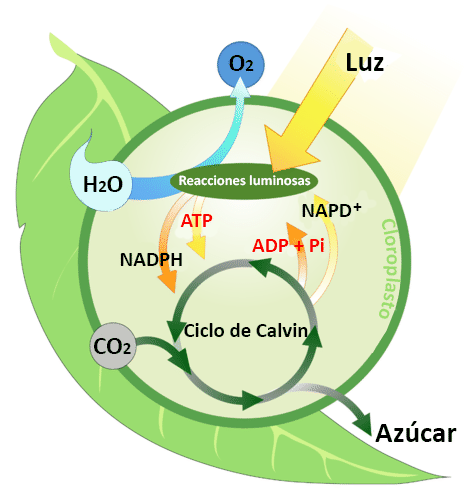 O₂
Luz
H₂O
Reacciones luminosas
ATP
NAPD⁺
NADPH
ADP + Pi
Cloroplasto
Ciclo de Calvin
CO₂
Azúcar